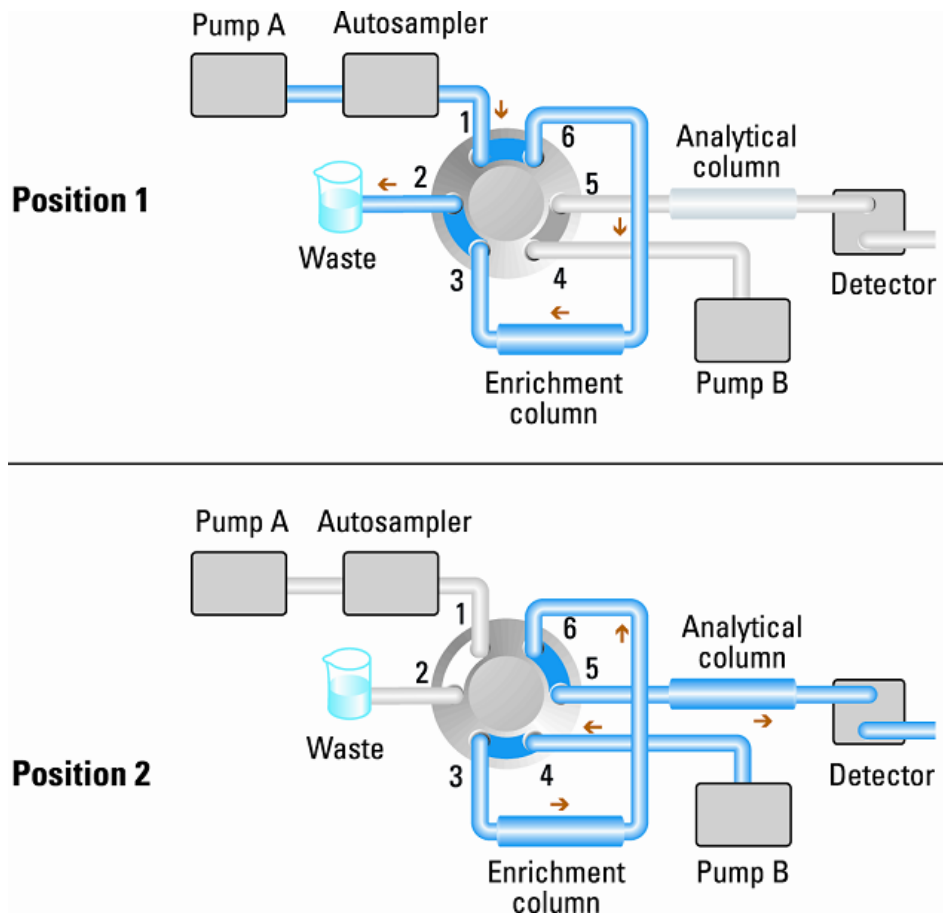 Pump A
Autosampler
1
6
Analytical
column
2
5
Position 1
Waste
3
4
Detector
Enrichment
column
Pump B
Pump A
Autosampler
1
6
Analytical
column
2
5
Waste
Position 2
3
4
Detector
Enrichment
column
Pump B